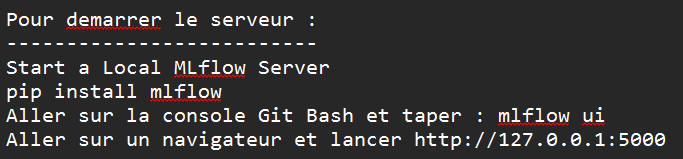 Pour demarrer le serveur :
--------------------------
Start a Local MLflow Server
pip install mlflow
Aller sur la console Git Bash et taper : mlflow ui
Aller sur un navigateur et lancer http://127.0.0.1:5000